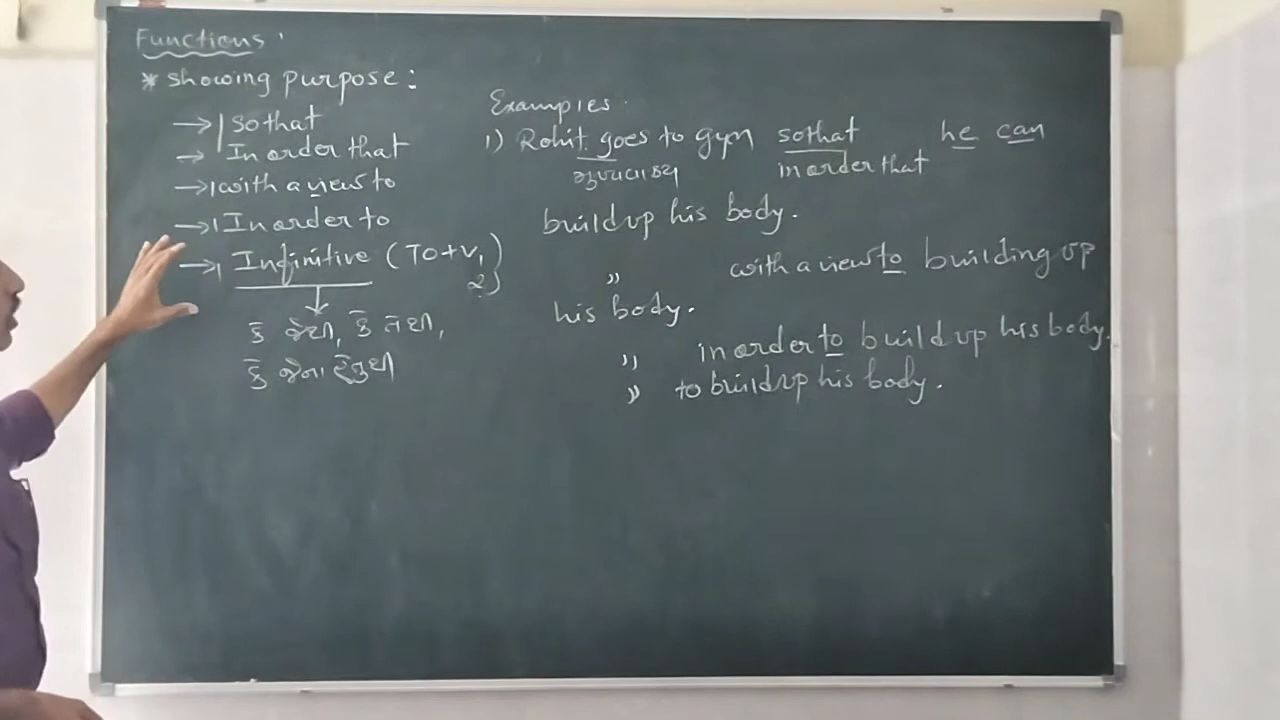 Functions.
* showing purpose:
→ so that
→ In order that
→ with a view to
→ In order to
→ Infinitive (To+V₁)
કે જેથી, કે તેથી,
કે જેના હેતુથી
Examples.
1) Rohit goes to gym so that he can
in order that
build up his body.
2) ,, with a view to building up
his body.
,, in order to build up his body.
,, to build up his body.